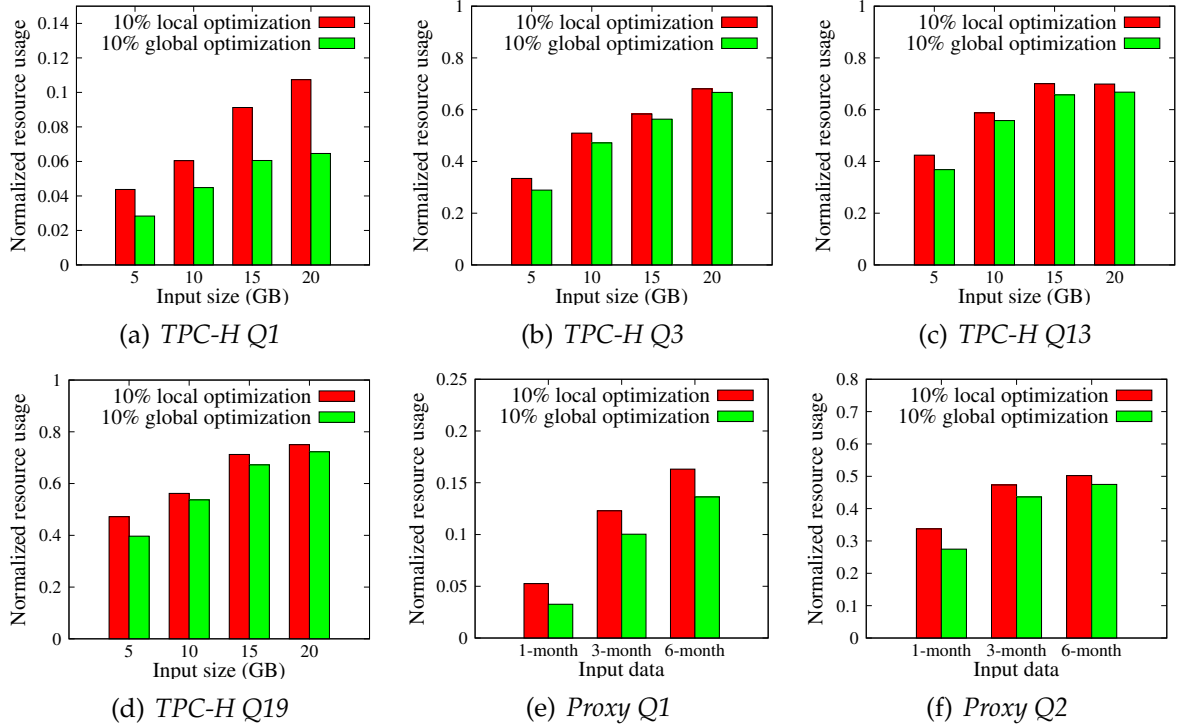 Normalized resource usage
0.14
0.12
0.1
0.08
0.06
0.04
0.02
0
10% local optimization
10% global optimization
5 10 15 20
Input size (GB)
(a) TPC-H Q1
Normalized resource usage
1
0.8
0.6
0.4
0.2
0
10% local optimization
10% global optimization
5 10 15 20
Input size (GB)
(b) TPC-H Q3
Normalized resource usage
1
0.8
0.6
0.4
0.2
0
10% local optimization
10% global optimization
5 10 15 20
Input size (GB)
(c) TPC-H Q13
Normalized resource usage
1
0.8
0.6
0.4
0.2
0
10% local optimization
10% global optimization
5 10 15 20
Input size (GB)
(d) TPC-H Q19
Normalized resource usage
0.25
0.2
0.15
0.1
0.05
0
10% local optimization
10% global optimization
1-month 3-month 6-month
Input data
(e) Proxy Q1
Normalized resource usage
0.8
0.7
0.6
0.5
0.4
0.3
0.2
0.1
0
10% local optimization
10% global optimization
1-month 3-month 6-month
Input data
(f) Proxy Q2